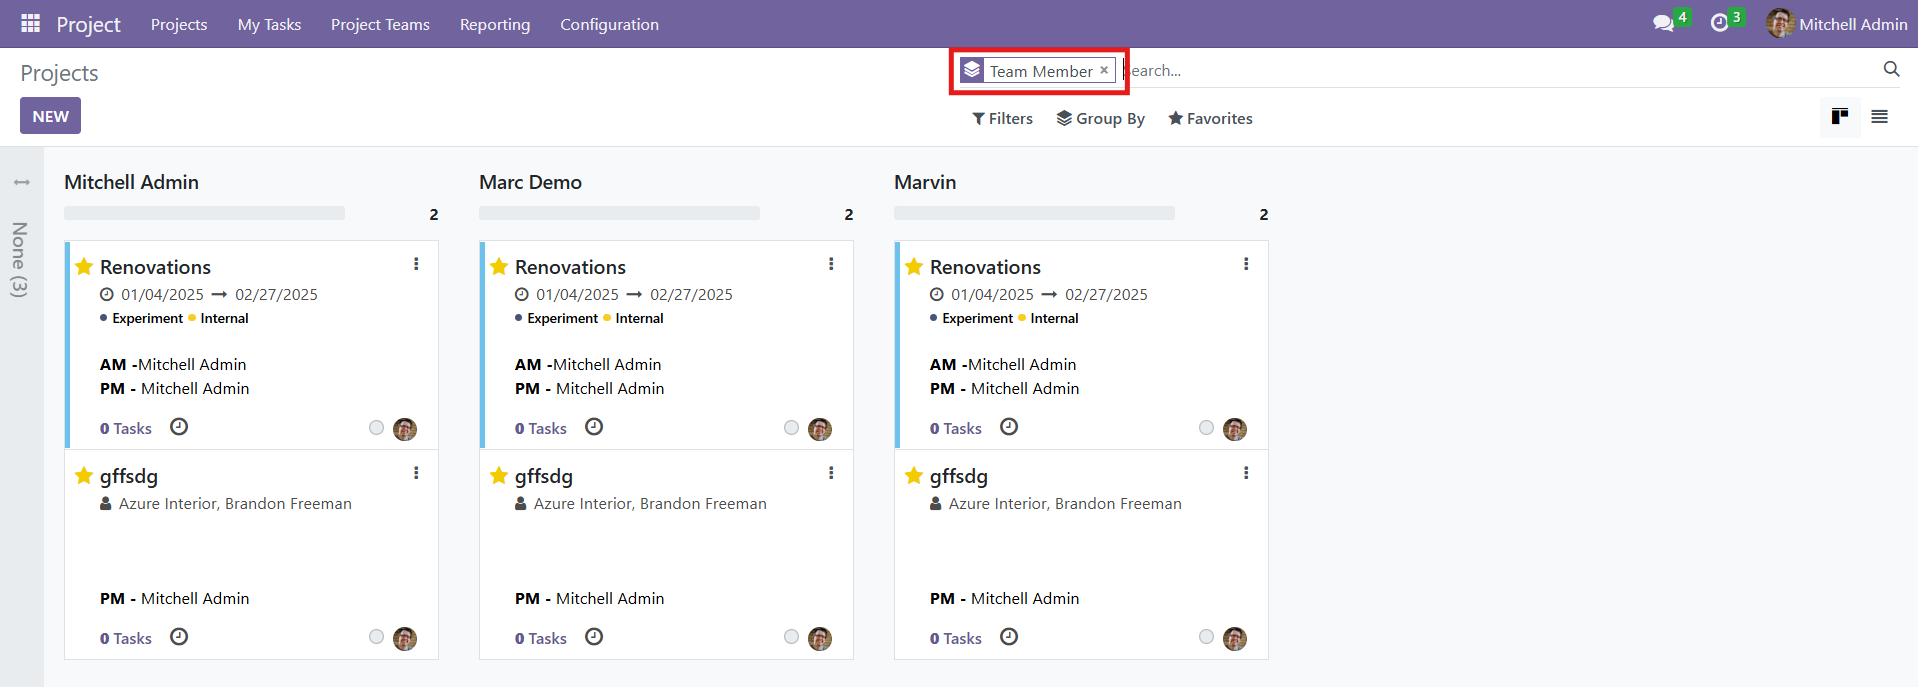 Project Projects My Tasks Project Teams Reporting Configuration 4 3 Mitchell Admin
Projects
Team Member × Search...
NEW
Filters Group By Favorites
None (3)
Mitchell Admin
2
Renovations
01/04/2025 → 02/27/2025
Experiment Internal
AM -Mitchell Admin
PM - Mitchell Admin
0 Tasks
gffsdg
Azure Interior, Brandon Freeman
PM - Mitchell Admin
0 Tasks
Marc Demo
2
Renovations
01/04/2025 → 02/27/2025
Experiment Internal
AM -Mitchell Admin
PM - Mitchell Admin
0 Tasks
gffsdg
Azure Interior, Brandon Freeman
PM - Mitchell Admin
0 Tasks
Marvin
2
Renovations
01/04/2025 → 02/27/2025
Experiment Internal
AM -Mitchell Admin
PM - Mitchell Admin
0 Tasks
gffsdg
Azure Interior, Brandon Freeman
PM - Mitchell Admin
0 Tasks